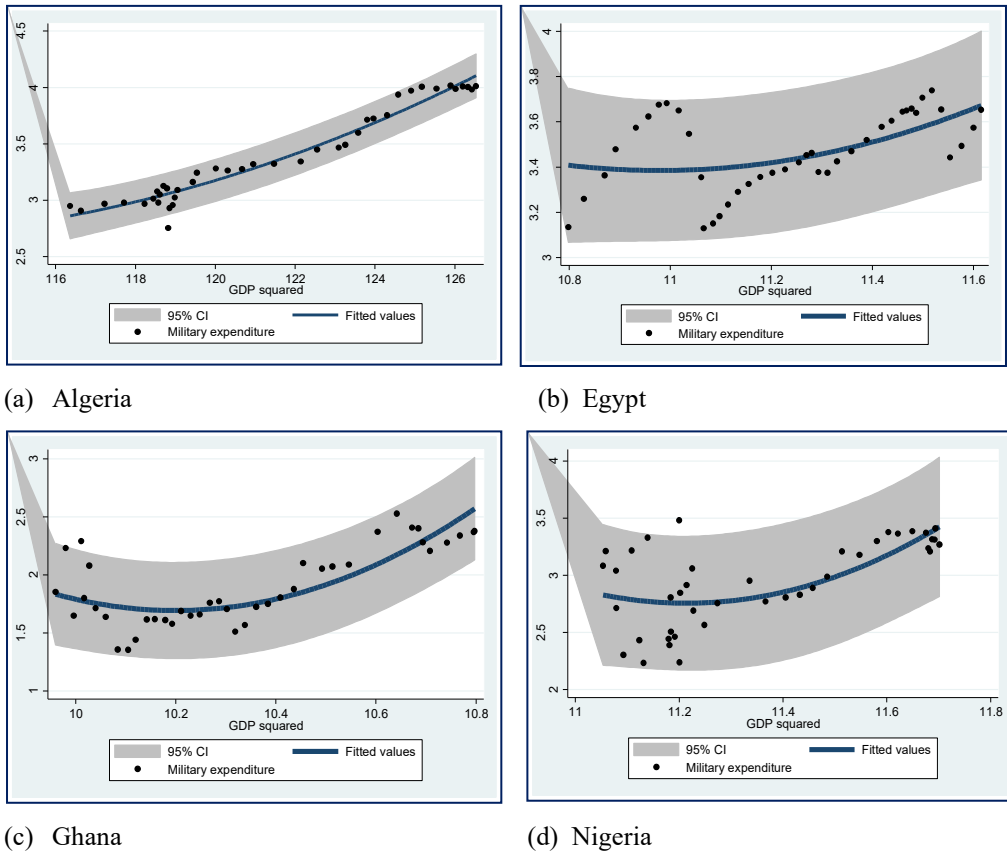 4.5
4
3.5
3
2.5
116 118 120 122 124 126
GDP squared
95% CI Fitted values
Military expenditure
4
3.8
3.6
3.4
3.2
3
10.8 11 11.2 11.4 11.6
GDP squared
95% CI Fitted values
Military expenditure
(a) Algeria
(b) Egypt
3
2.5
2
1.5
1
10 10.2 10.4 10.6 10.8
GDP squared
95% CI Fitted values
Military expenditure
4
3.5
3
2.5
2
11 11.2 11.4 11.6 11.8
GDP squared
95% CI Fitted values
Military expenditure
(c) Ghana
(d) Nigeria